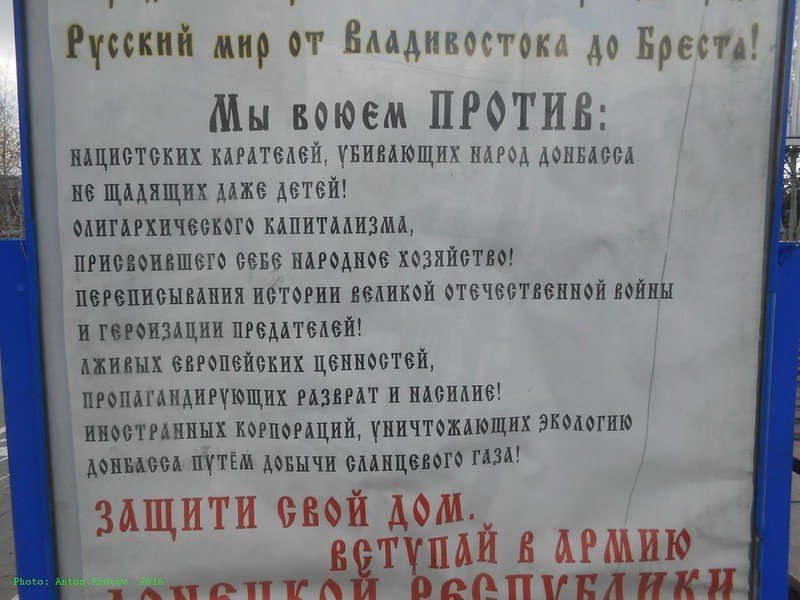 Русский мир от Владивостока до Бреста!
Мы воюем ПРОТИВ:
нацистских карателей, убивающих народ Донбасса
не щадящих даже детей!
олигархического капитализма,
присвоившего себе народное хозяйство!
переписывания истории Великой Отечественной войны
и героизации предателей!
лживых европейских ценностей,
пропагандирующих разврат и насилие!
иностранных корпораций, уничтожающих экологию
Донбасса путём добычи сланцевого газа!
Защити свой дом.
Вступай в армию
Донецкой Республики
Photo: Anton.Krotov. 2016